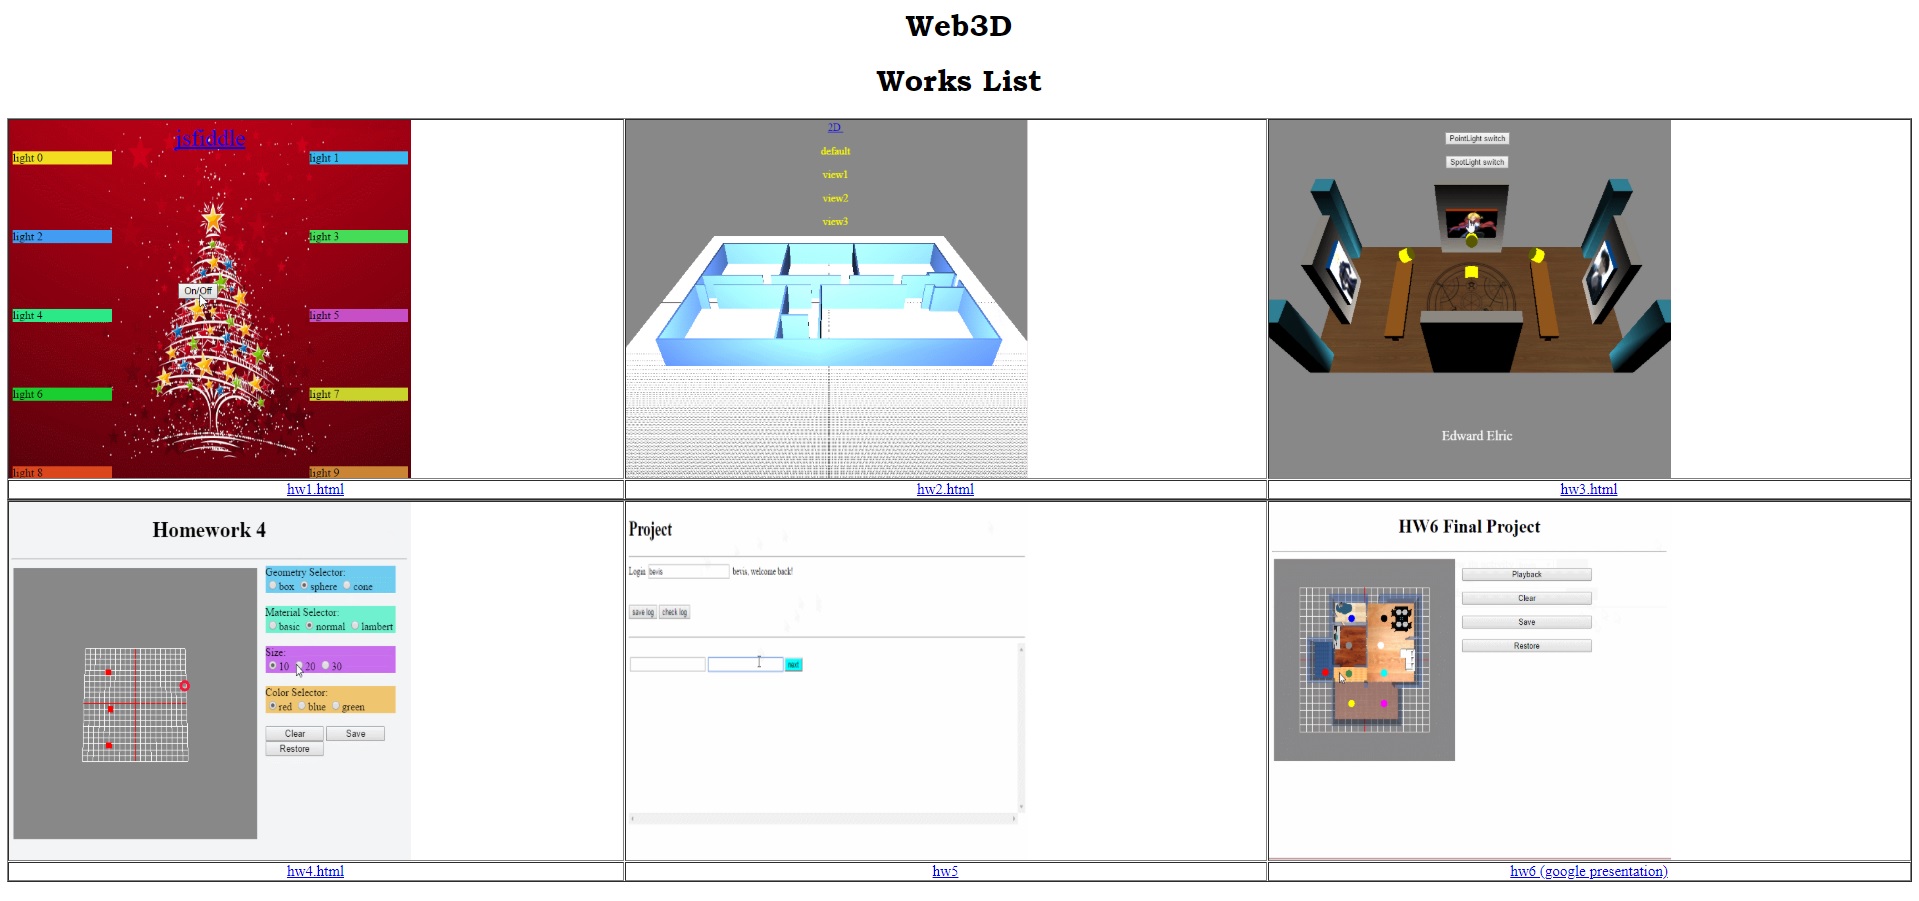 Web3D
Works List
jsfiddle
light 0
light 1
light 2
light 3
On/Off
light 4
light 5
light 6
light 7
light 8
light 9
2D
default
view1
view2
view3
PointLight switch
SpotLight switch
Edward Elric
hw1.html
hw2.html
hw3.html
Homework 4
Geometry Selector:
box sphere cone
Material Selector:
basic normal lambert
Size:
10 20 30
Color Selector:
red blue green
Clear Save
Restore
Project
Login bevis bevis, welcome back!
save log check log
next
HW6 Final Project
Playback
Clear
Save
Restore
hw4.html
hw5
hw6 (google presentation)